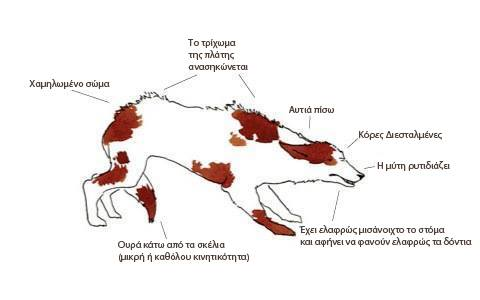 Το τρίχωμα
της πλάτης
ανασηκώνεται
Χαμηλωμένο σώμα
Αυτιά πίσω
Κόρες Διεσταλμένες
Η μύτη ρυτιδιάζει
Έχει ελαφρώς μισάνοιχτο το στόμα
και αφήνει να φανούν ελαφρώς τα δόντια
Ουρά κάτω από τα σκέλια
(μικρή ή καθόλου κινητικότητα)